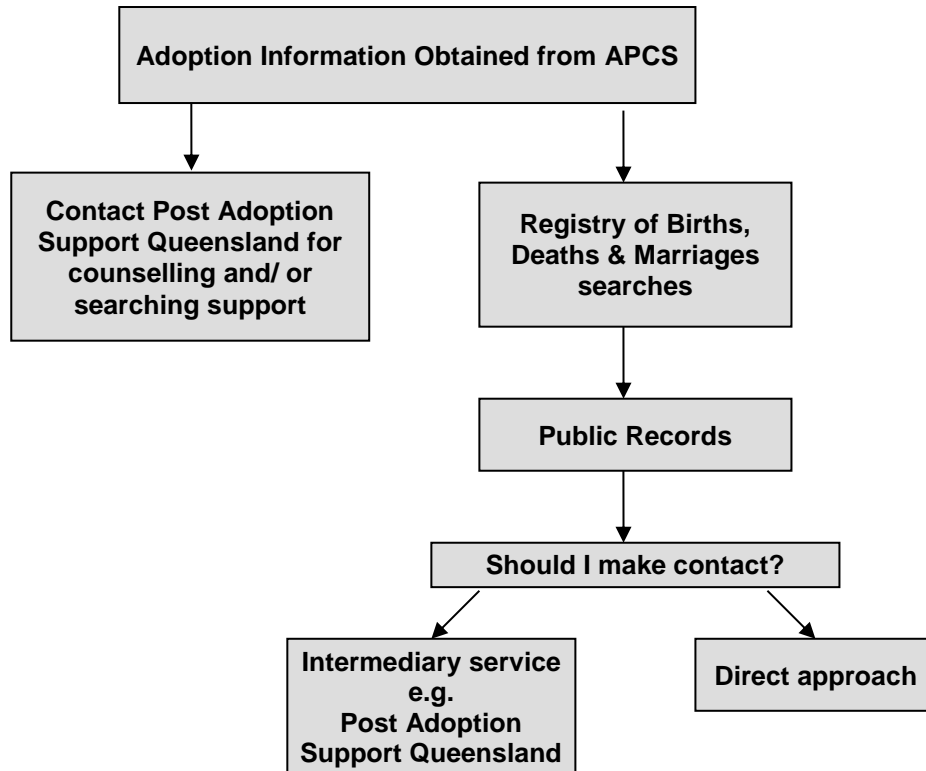 Adoption Information Obtained from APCS
Contact Post Adoption
Support Queensland for
counselling and/ or
searching support
Registry of Births,
Deaths & Marriages
searches
Public Records
Should I make contact?
Intermediary service
e.g.
Post Adoption
Support Queensland
Direct approach